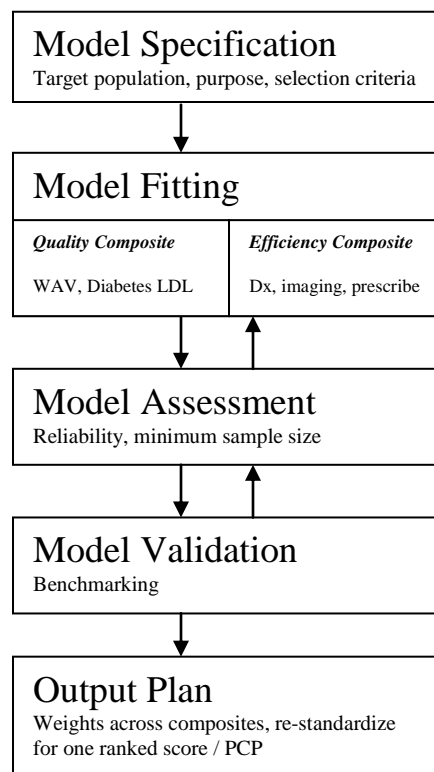 Model Specification
Target population, purpose, selection criteria
Model Fitting
Quality Composite
WAV, Diabetes LDL
Efficiency Composite
Dx, imaging, prescribe
Model Assessment
Reliability, minimum sample size
Model Validation
Benchmarking
Output Plan
Weights across composites, re-standardize
for one ranked score / PCP